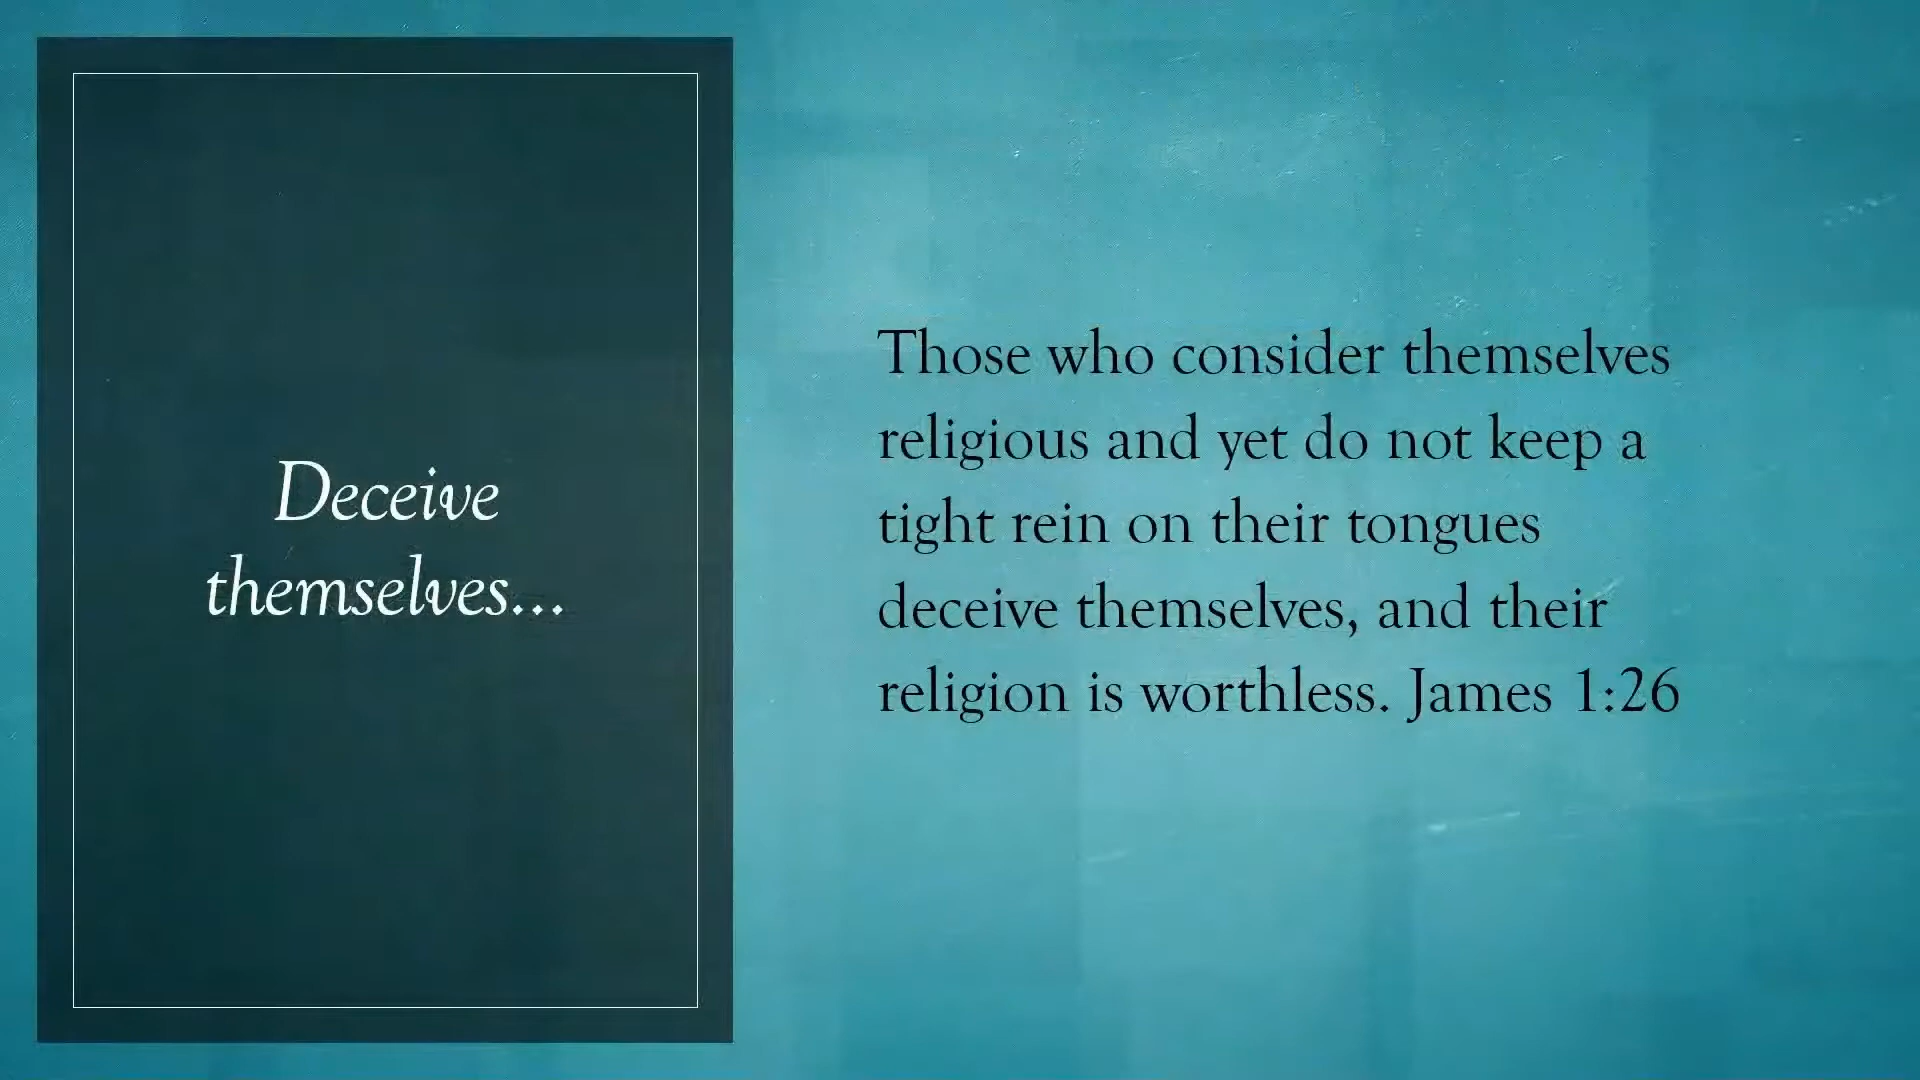 Deceive
themselves...
Those who consider themselves
religious and yet do not keep a
tight rein on their tongues
deceive themselves, and their
religion is worthless. James 1:26